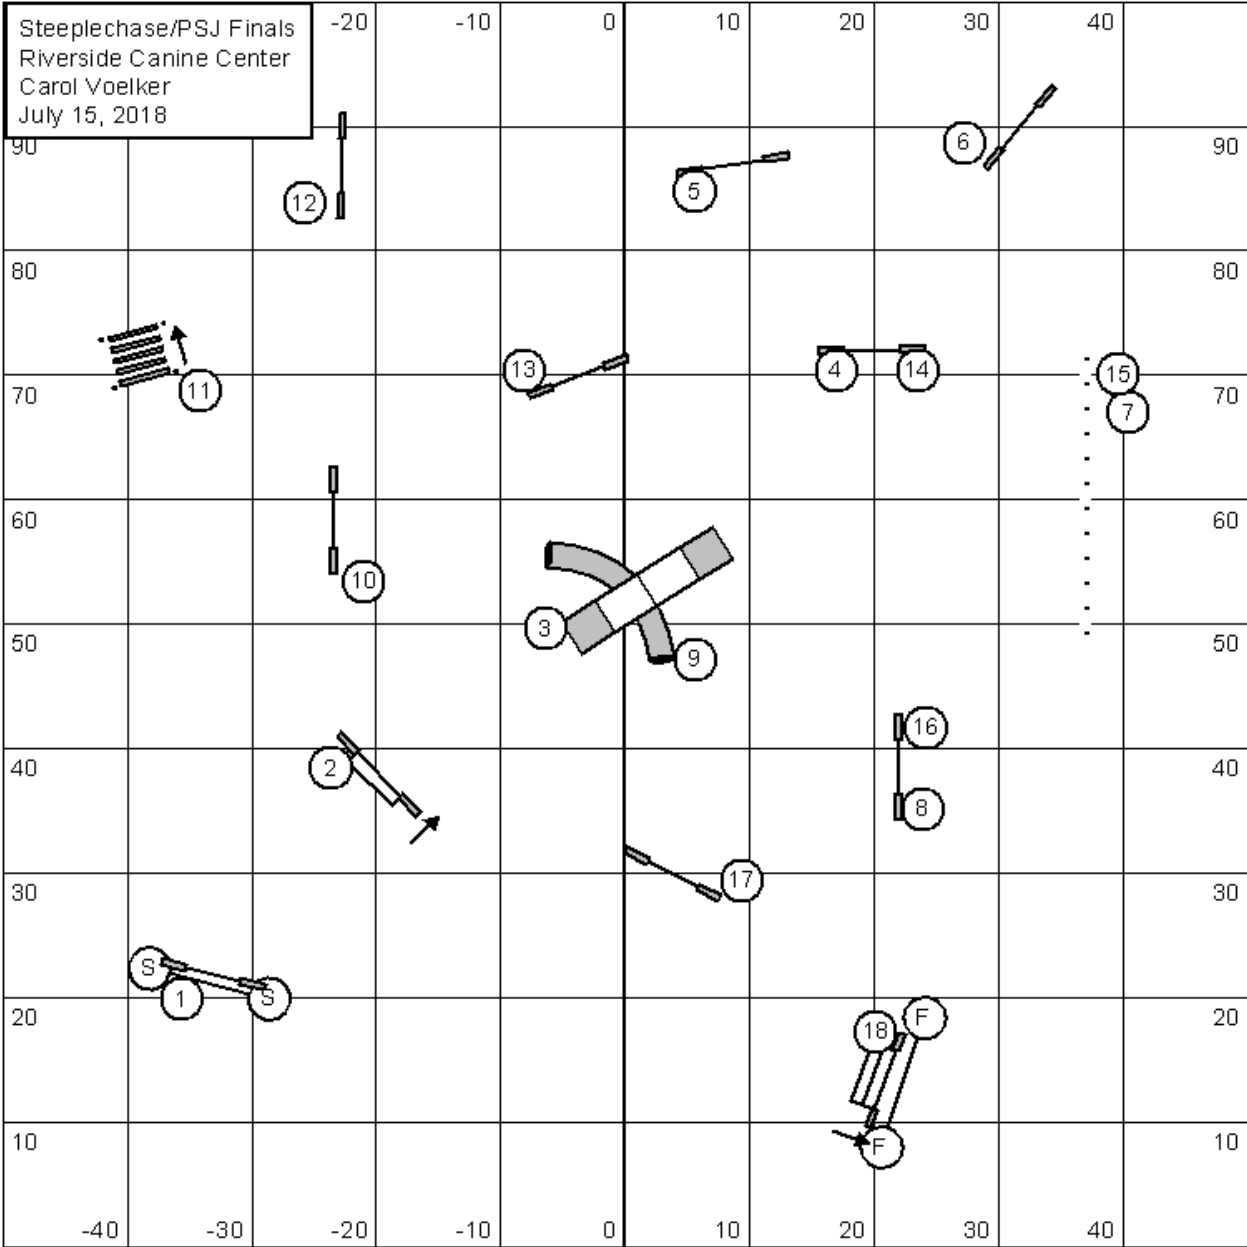 Steeplechase/PSJ Finals
Riverside Canine Center
Carol Voelker
July 15, 2018
-20 -10 0 10 20 30 40
90 90
6
5
12
80 80
13 4 14 15
11 7
70 70
60 60
10
3
9
50 50
16
2
40 40
8
17
30 30
S
1 S
20 20
F
18
10 10
F
-40 -30 -20 -10 0 10 20 30 40